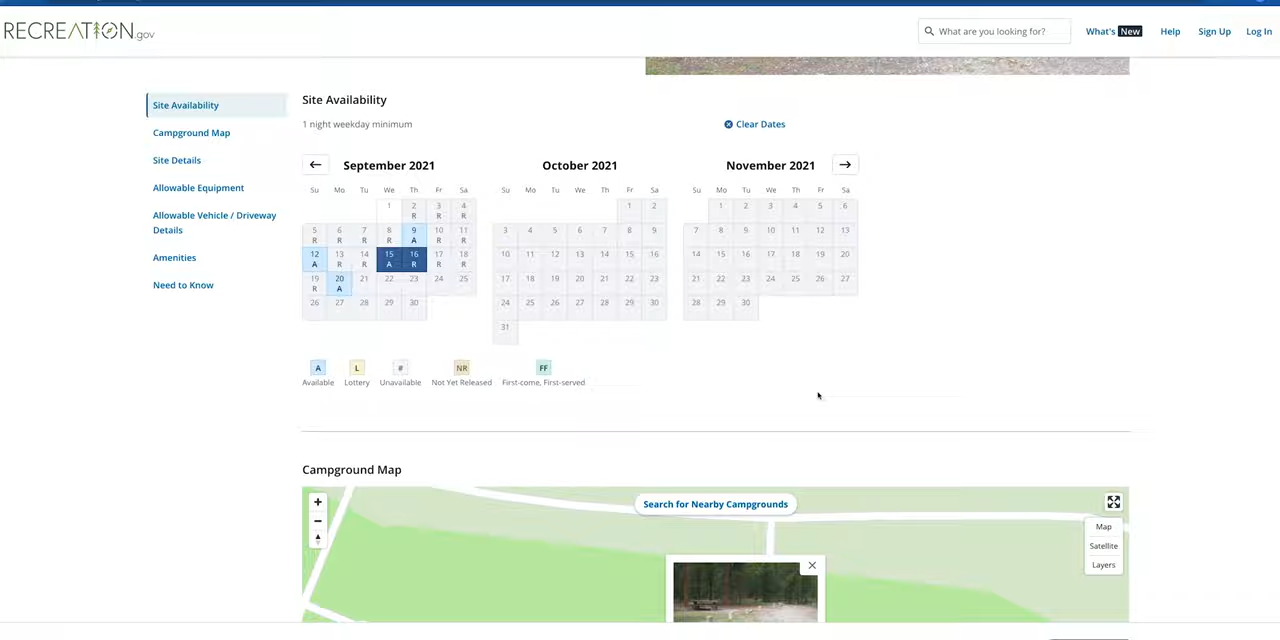 RECREATION.gov
What are you looking for?
What's New
Help
Sign Up
Log In
Site Availability
Campground Map
Site Details
Allowable Equipment
Allowable Vehicle / Driveway
Details
Amenities
Need to Know
Site Availability
1 night weekday minimum
Clear Dates
September 2021
Su Mo Tu We Th Fr Sa
1 2 3 4
R R R
5 6 7 8 9 10 11
R R R R A R R
12 13 14 15 16 17 18
A R R A R R R
19 20 21 22 23 24 25
R A
26 27 28 29 30
October 2021
Su Mo Tu We Th Fr Sa
1 2
3 4 5 6 7 8 9
10 11 12 13 14 15 16
17 18 19 20 21 22 23
24 25 26 27 28 29 30
31
November 2021
Su Mo Tu We Th Fr Sa
1 2 3 4 5 6
7 8 9 10 11 12 13
14 15 16 17 18 19 20
21 22 23 24 25 26 27
28 29 30
A L # NR FF
Available Lottery Unavailable Not Yet Released First-come, First-served
Campground Map
Search for Nearby Campgrounds
Map
Satellite
Layers